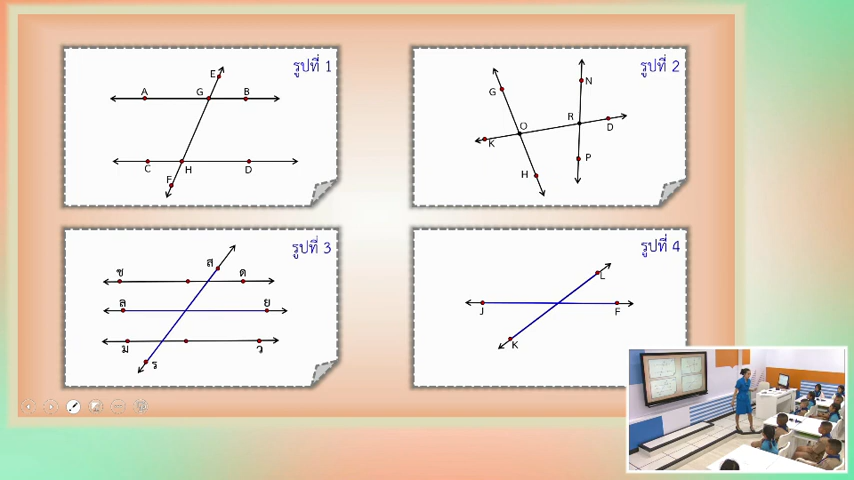 รูปที่ 1
E
A G B
C H D
F
รูปที่ 2
G N
O R D
K
H P
รูปที่ 3
ส
ช ด
ล ย
ม ว
ร
รูปที่ 4
L
J F
K